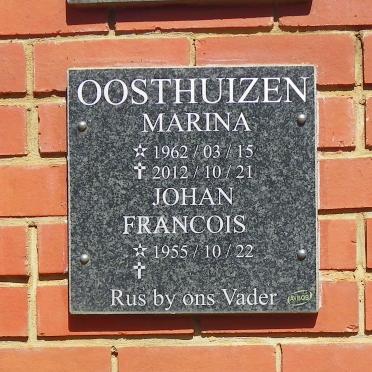 OOSTHUIZEN
MARINA
☆ 1962 / 03 / 15
✝ 2012 / 10 / 21
JOHAN
FRANCOIS
☆ 1955 / 10 / 22
✝
Rus by ons Vader